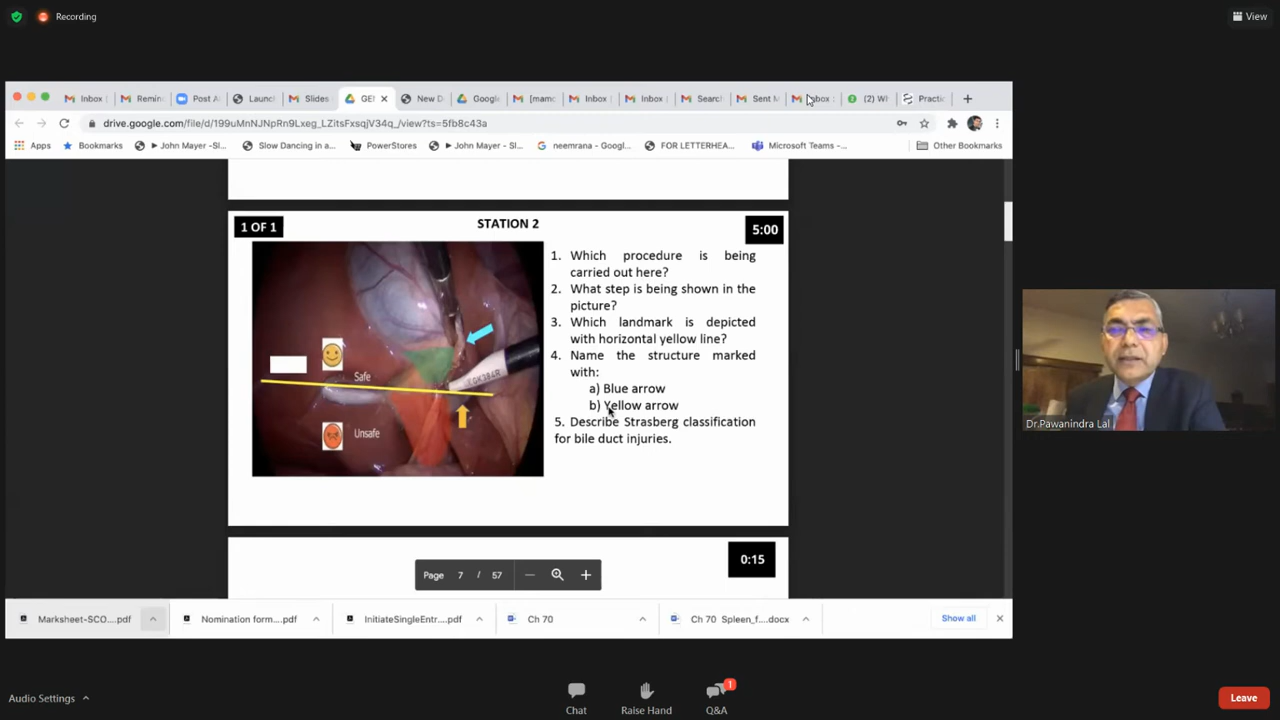 Recording
View
Inbox (
Remin
Post A
Launc
Slides
GE
New D
Google
[mamc
Inbox (
Inbox (
Search
Sent M
Inbox
(2) W
Practic
drive.google.com/file/d/199uMnNJNpRn9Lxeg_LZitsFxsqjV34q_/view?ts=5fb8c43a
Apps
Bookmarks
John Mayer -Sl...
Slow Dancing in a...
PowerStores
John Mayer - Sl...
neemrana - Googl...
FOR LETTERHEA...
Microsoft Teams -...
Other Bookmarks
1 OF 1
STATION 2
5:00
Safe
Unsafe
1. Which procedure is being
carried out here?
2. What step is being shown in the
picture?
3. Which landmark is depicted
with horizontal yellow line?
4. Name the structure marked
with:
a) Blue arrow
b) Yellow arrow
5. Describe Strasberg classification
for bile duct injuries.
Dr.Pawanindra Lal
0:15
Page 7 / 57
Marksheet-SCO....pdf
Nomination form...pdf
InitiateSingleEntr...pdf
Ch 70
Ch 70 Spleen_f....docx
Show all
Audio Settings
Chat
Raise Hand
1
Q&A
Leave